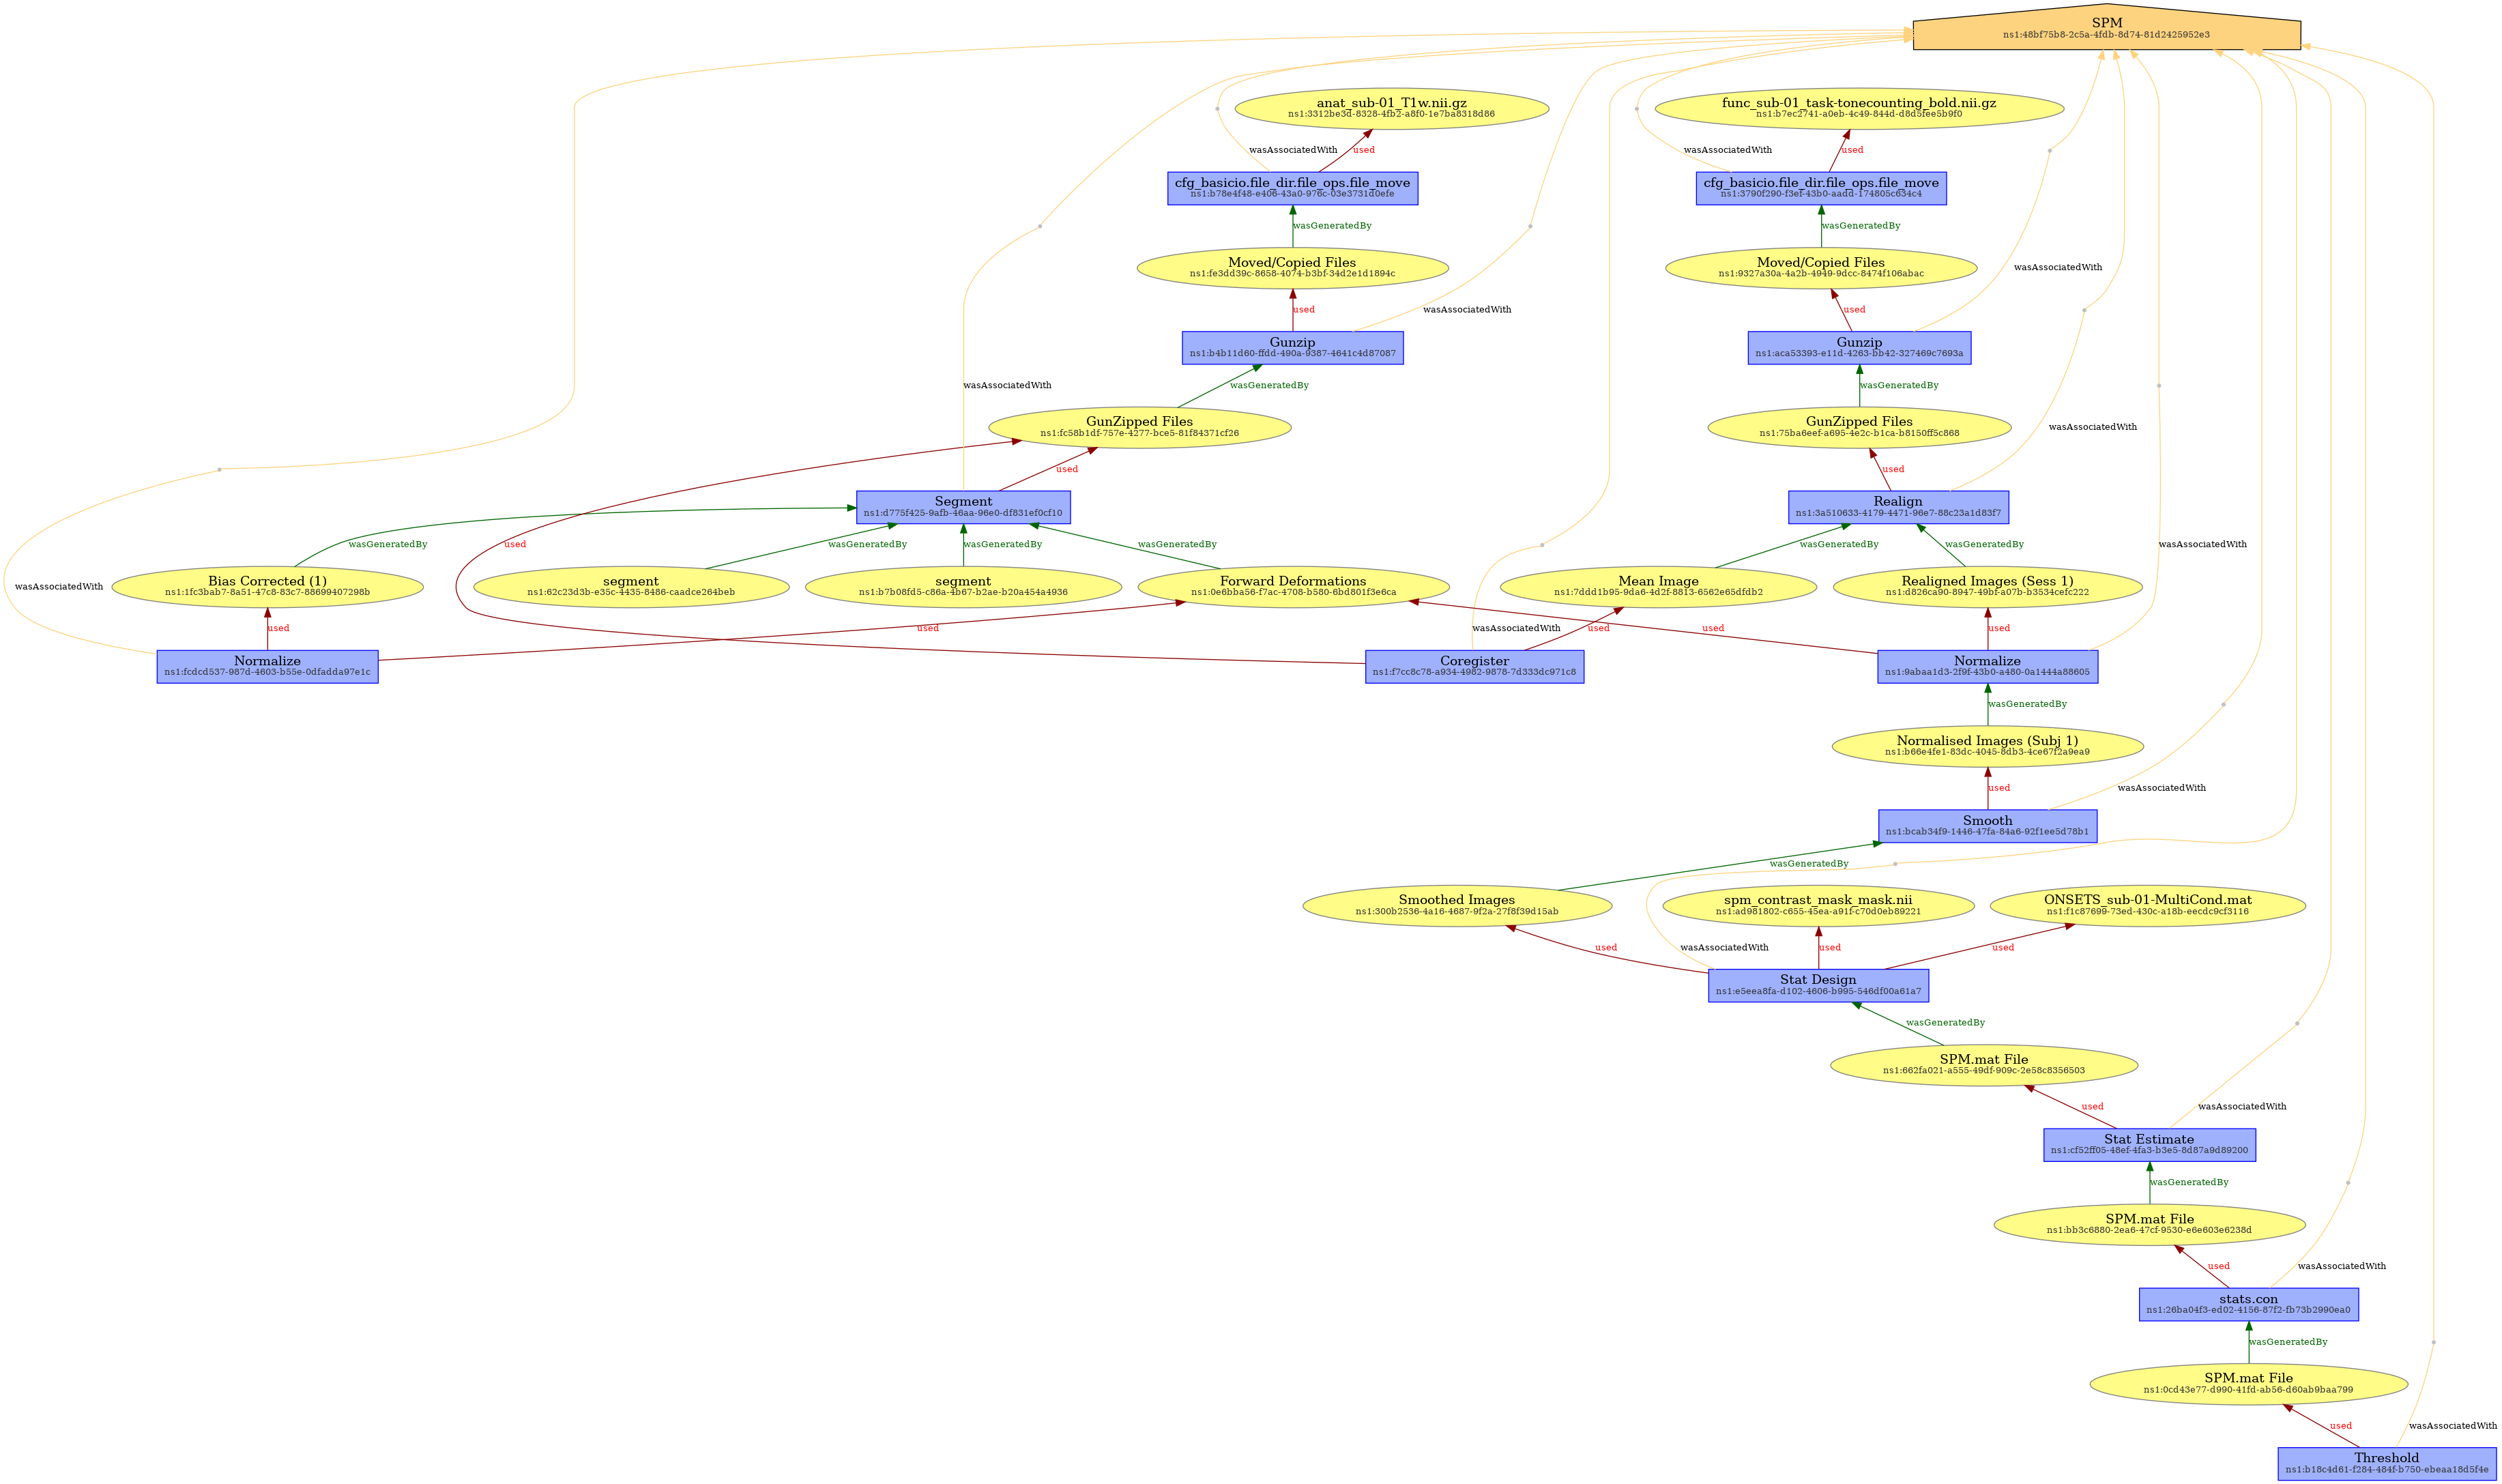 SPM
ns1:48bf75b8-2c5a-4fdb-8d74-81d2425952e3
anat_sub-01_T1w.nii.gz
ns1:3312be3d-8328-4fb2-a8f0-1e7ba8318d86
func_sub-01_task-tonecounting_bold.nii.gz
ns1:b7ec2741-a0eb-4c49-844d-d8d5fee5b9f0
wasAssociatedWith
used
wasAssociatedWith
used
cfg_basicio.file_dir.file_ops.file_move
ns1:b78e4f48-e406-43a0-976c-03e3731d0efe
cfg_basicio.file_dir.file_ops.file_move
ns1:3790f290-f3ef-43b0-aadd-174805c634c4
wasGeneratedBy
wasGeneratedBy
Moved/Copied Files
ns1:fe3dd39c-8658-4074-b3bf-34d2e1d1894c
Moved/Copied Files
ns1:9327a30a-4a2b-4949-9dcc-8474f106abac
wasAssociatedWith
used
wasAssociatedWith
used
Gunzip
ns1:b4b11d60-ffdd-490a-9387-4641c4d87087
Gunzip
ns1:aca53393-e11d-4263-bb42-327469c7693a
wasAssociatedWith
wasGeneratedBy
wasGeneratedBy
GunZipped Files
ns1:fc58b1df-757e-4277-bce5-81f84371cf26
GunZipped Files
ns1:75ba6eef-a695-4e2c-b1ca-b8150ff5c868
wasAssociatedWith
used
used
Segment
ns1:d775f425-9afb-46aa-96e0-df831ef0cf10
Realign
ns1:3a510633-4179-4471-96e7-88c23a1d83f7
wasGeneratedBy
used
wasGeneratedBy
wasGeneratedBy
wasGeneratedBy
wasGeneratedBy
wasGeneratedBy
wasAssociatedWith
wasAssociatedWith
Bias Corrected (1)
ns1:1fc3bab7-8a51-47c8-83c7-88699407298b
segment
ns1:62c23d3b-e35c-4435-8486-caadce264beb
segment
ns1:b7b08fd5-c86a-4b67-b2ae-b20a454a4936
Forward Deformations
ns1:0e6bba56-f7ac-4708-b580-6bd801f3e6ca
Mean Image
ns1:7ddd1b95-9da6-4d2f-8813-6562e65dfdb2
Realigned Images (Sess 1)
ns1:d826ca90-8947-49bf-a07b-b3534cefc222
used
used
wasAssociatedWith
used
used
used
Normalize
ns1:fcdcd537-987d-4603-b55e-0dfadda97e1c
Coregister
ns1:f7cc8c78-a934-4982-9878-7d333dc971c8
Normalize
ns1:9abaa1d3-2f9f-43b0-a480-0a1444a88605
wasGeneratedBy
Normalised Images (Subj 1)
ns1:b66e4fe1-83dc-4045-8db3-4ce67f2a9ea9
used
wasAssociatedWith
Smooth
ns1:bcab34f9-1446-47fa-84a6-92f1ee5d78b1
wasGeneratedBy
Smoothed Images
ns1:300b2536-4a16-4687-9f2a-27f8f39d15ab
spm_contrast_mask_mask.nii
ns1:ad981802-c655-45ea-a91f-c70d0eb89221
ONSETS_sub-01-MultiCond.mat
ns1:f1c87699-73ed-430c-a18b-eecdc9cf3116
used
wasAssociatedWith
used
used
Stat Design
ns1:e5eea8fa-d102-4606-b995-546df00a61a7
wasGeneratedBy
SPM.mat File
ns1:662fa021-a555-49df-909c-2e58c8356503
used
wasAssociatedWith
Stat Estimate
ns1:cf52ff05-48ef-4fa3-b3e5-8d87a9d89200
wasGeneratedBy
SPM.mat File
ns1:bb3c6880-2ea6-47cf-9530-e6e603e6238d
used
wasAssociatedWith
stats.con
ns1:26ba04f3-ed02-4156-87f2-fb73b2990ea0
wasGeneratedBy
SPM.mat File
ns1:0cd43e77-d990-41fd-ab56-d60ab9baa799
used
wasAssociatedWith
Threshold
ns1:b18c4d61-f284-484f-b750-ebeaa18d5f4e